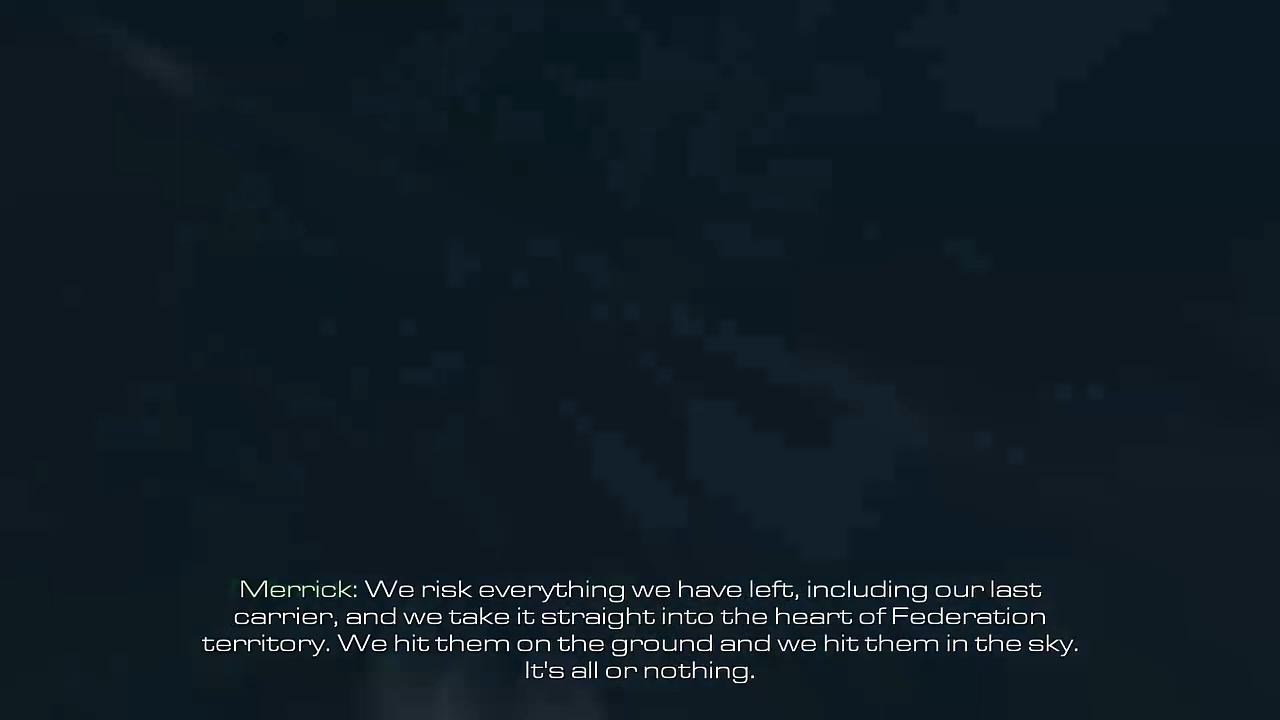 Merrick: We risk everything we have left, including our last
carrier, and we take it straight into the heart of Federation
territory. We hit them on the ground and we hit them in the sky.
It's all or nothing.